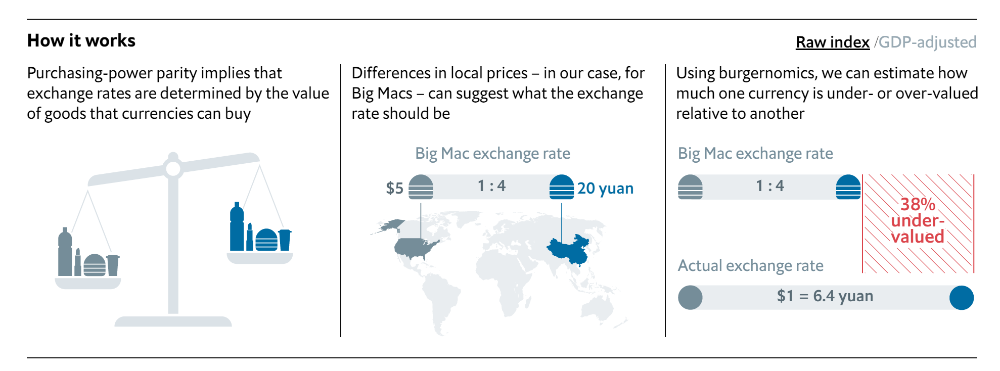 How it works
Raw index /GDP-adjusted
Purchasing-power parity implies that
exchange rates are determined by the value
of goods that currencies can buy
Differences in local prices – in our case, for
Big Macs – can suggest what the exchange
rate should be
Big Mac exchange rate
$5
1 : 4
20 yuan
Using burgernomics, we can estimate how
much one currency is under- or over-valued
relative to another
Big Mac exchange rate
1 : 4
38%
under-
valued
Actual exchange rate
$1 = 6.4 yuan